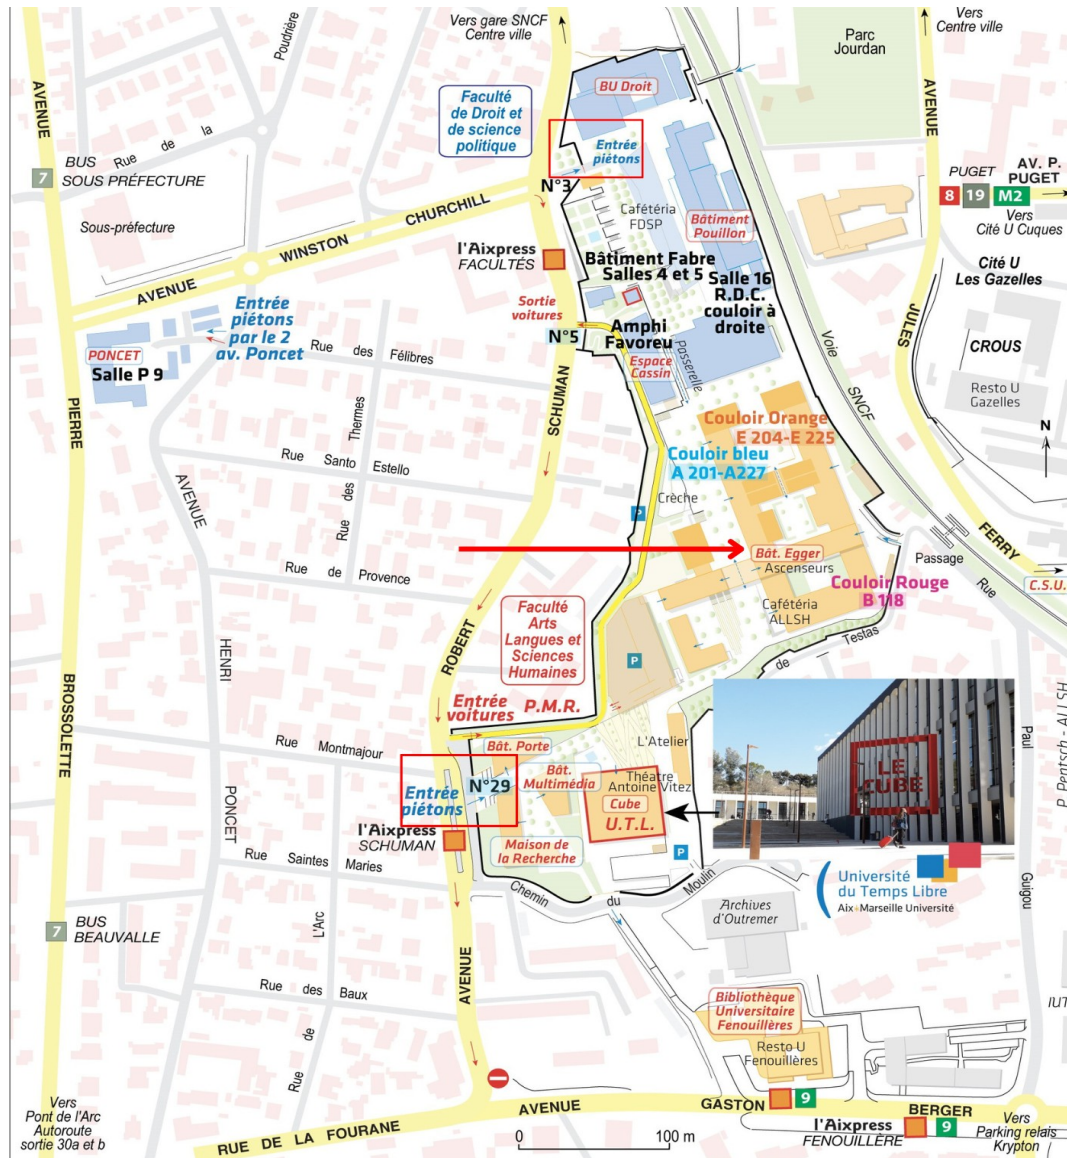 Vers gare SNCF
Centre ville
Vers
Centre ville
Parc
Jourdan
AVENUE
Rue de la
Poudrière
Faculté
de Droit et
de science
politique
BU Droit
Entrée
piétons
AVENUE
7
BUS
SOUS PRÉFECTURE
N°3
PUGET
AV. P.
PUGET
8
19
M2
Vers
Cité U Cuques
Sous-préfecture
AVENUE WINSTON CHURCHILL
Cafétéria
FDSP
Bâtiment
Pouillon
l'Aixpress
FACULTÉS
Bâtiment Fabre
Salles 4 et 5
Salle 16
R.D.C.
couloir à
droite
Cité U
Les Gazelles
Entrée
piétons
par le 2
av. Poncet
Sortie
voitures
N°5
Amphi
Favoreu
PONCET
Salle P 9
Rue des Félibres
Espace
Cassin
Passerelle
Voie SNCF
JULES
CROUS
Resto U
Gazelles
PIERRE
SCHUMAN
Couloir Orange
E 204-E 225
N
Rue des Thermes
Rue Santo Estello
Couloir bleu
A 201-A227
AVENUE
Crèche
P
FERRY
Bât. Egger
Ascenseurs
Passage
Rue
Rue de Provence
Couloir Rouge
B 118
C.S.U.
Cafétéria
ALLSH
Faculté
Arts
Langues et
Sciences
Humaines
ROBERT
HENRI
P
de Testas
BROSSOLETTE
Entrée
voitures
P.M.R.
Rue Montmajour
Bât. Porte
L'Atelier
LE
CUBE
Paul
P. Pentsch - ALLSH
PONCET
Entrée
piétons
N°29
Bât.
Multimédia
Théatre
Antoine Vitez
Cube
U.T.L.
l'Aixpress
SCHUMAN
Maison de
la Recherche
P
Rue Saintes Maries
Chemin du Moulin
Université
du Temps Libre
Aix+Marseille Université
Guigou
7
BUS
BEAUVALLE
L'Arc
Archives
d'Outremer
AVENUE
Rue des Baux
Bibliothèque
Universitaire
Fenouillères
IUT
Rue de
Resto U
Fenouillères
Vers
Pont de l'Arc
Autoroute
sortie 30a et b
AVENUE GASTON BERGER
9
RUE DE LA FOURANE
l'Aixpress
FENOUILLÈRE
9
Vers
Parking relais
Krypton
0 100 m